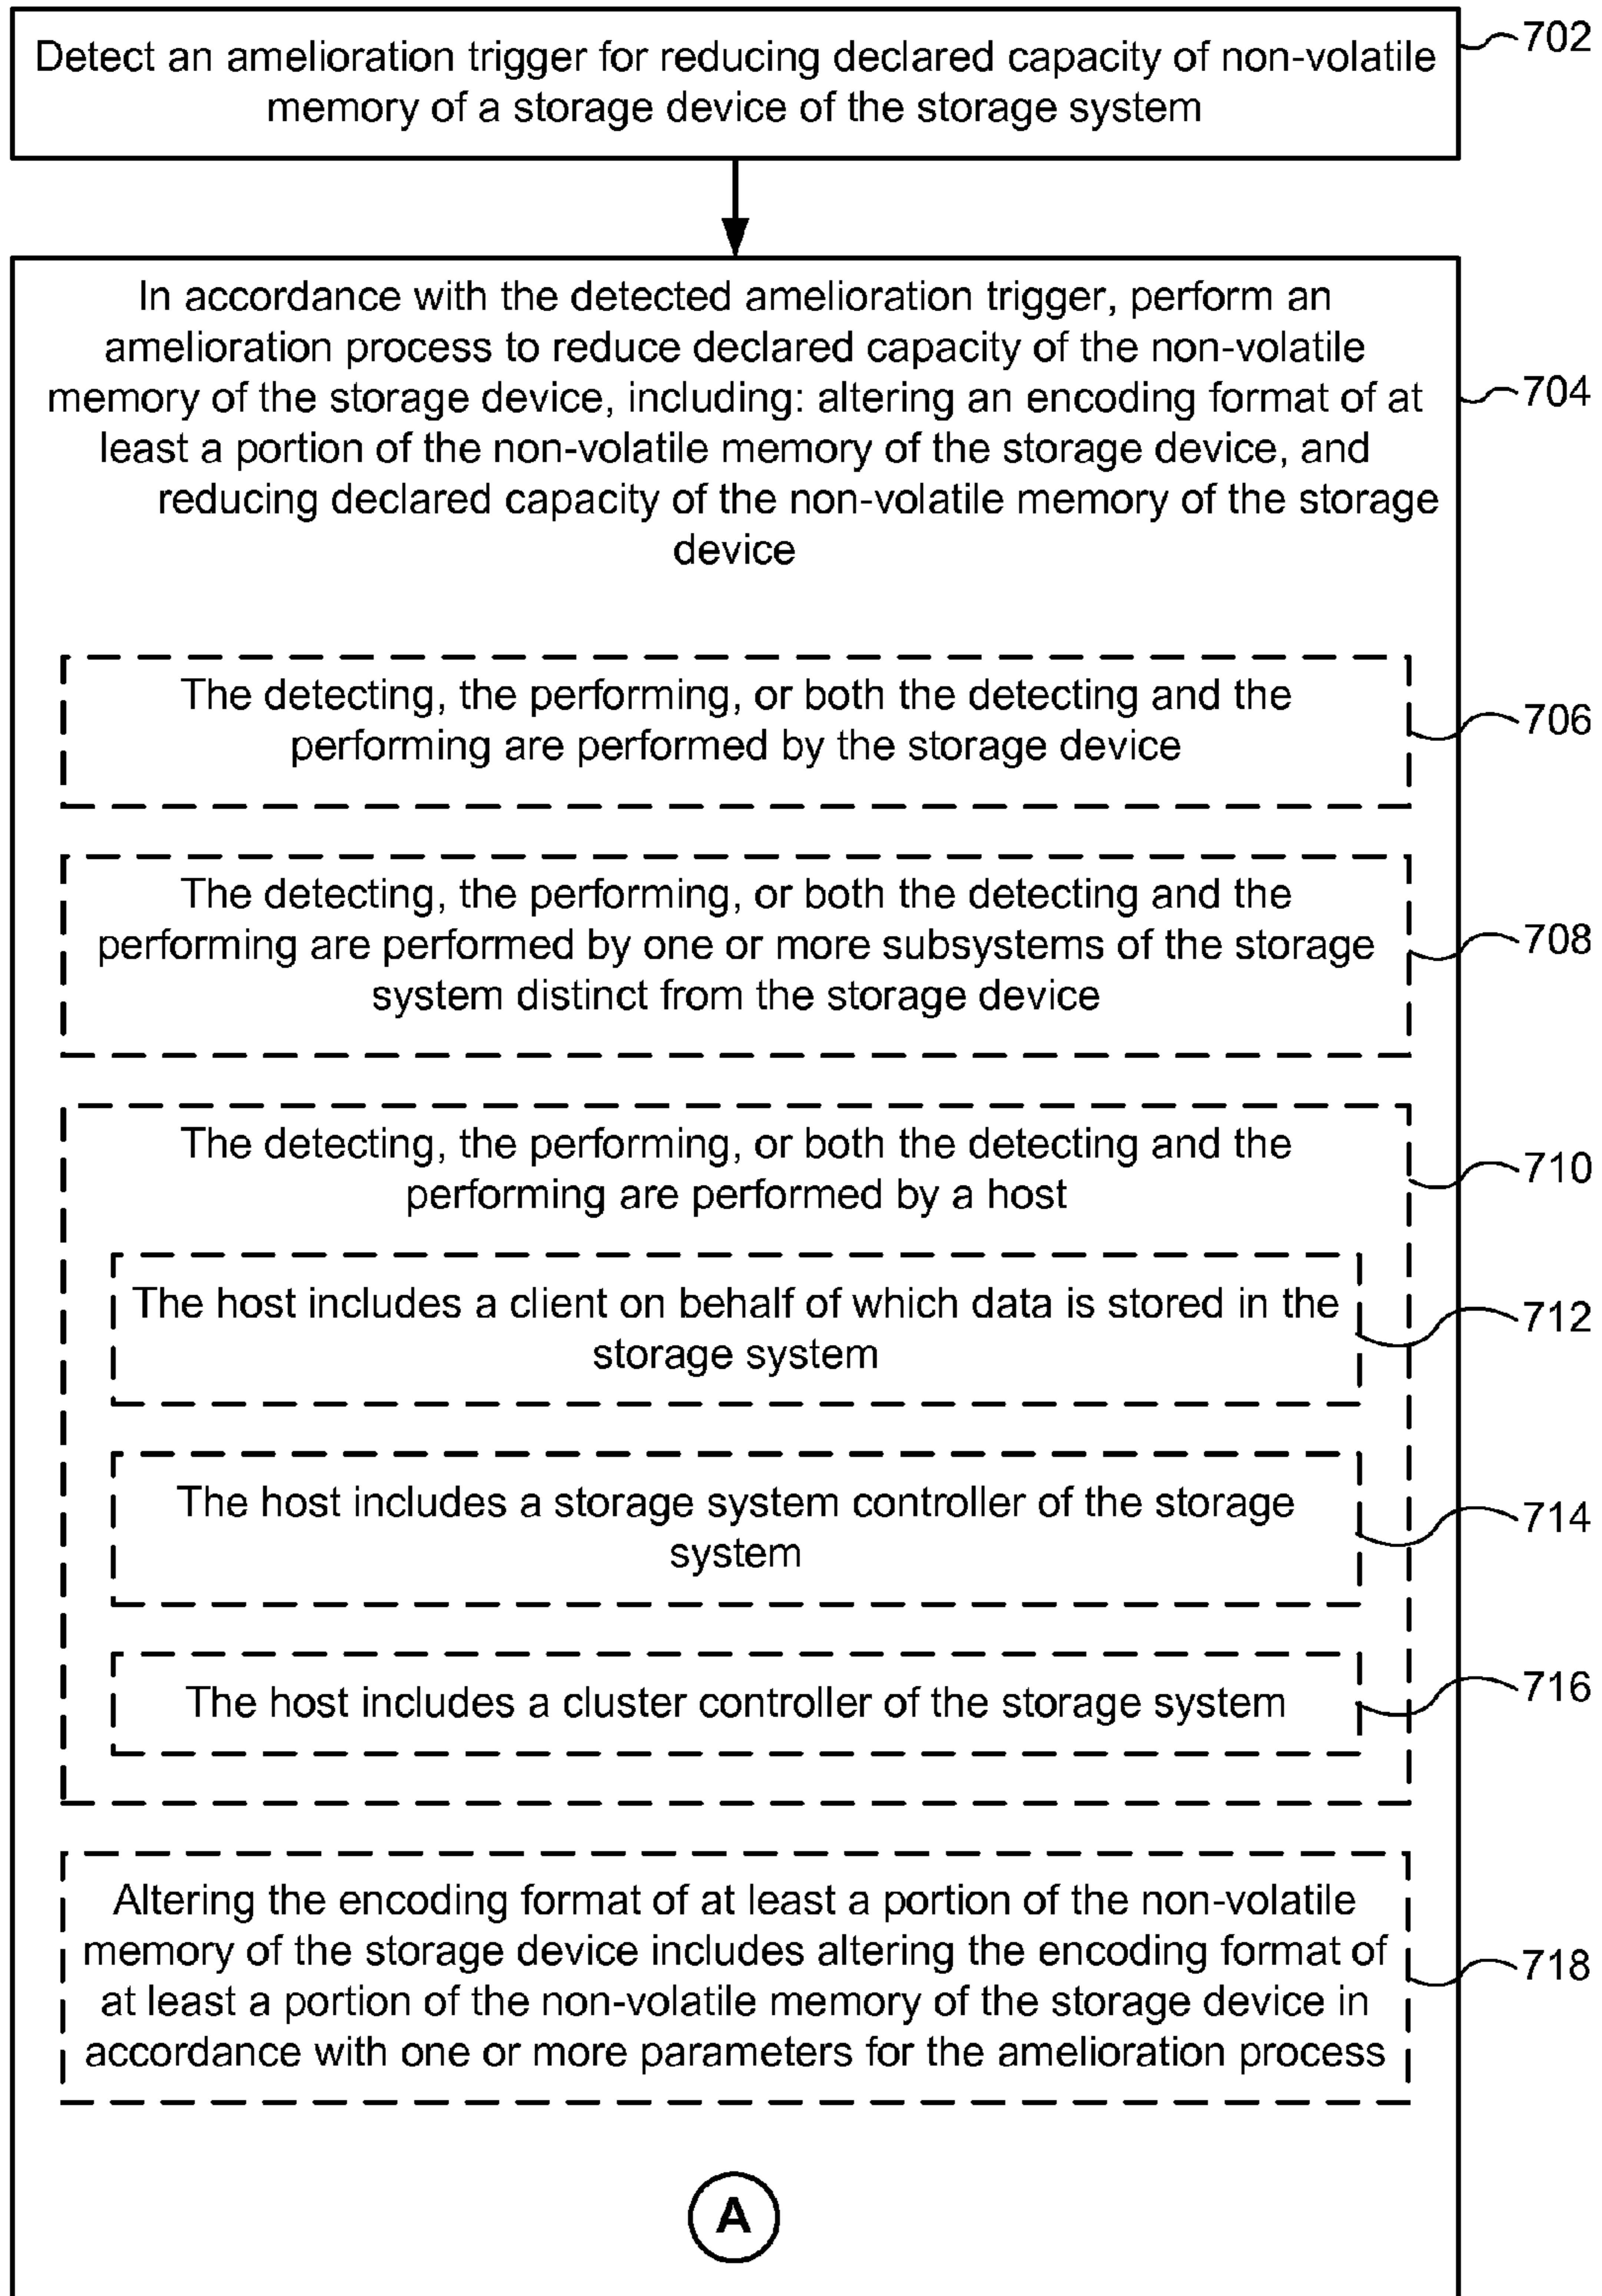 Detect an amelioration trigger for reducing declared capacity of non-volatile
memory of a storage device of the storage system
702
In accordance with the detected amelioration trigger, perform an
amelioration process to reduce declared capacity of the non-volatile
memory of the storage device, including: altering an encoding format of at
least a portion of the non-volatile memory of the storage device, and
reducing declared capacity of the non-volatile memory of the storage
device
704
The detecting, the performing, or both the detecting and the
performing are performed by the storage device
706
The detecting, the performing, or both the detecting and the
performing are performed by one or more subsystems of the storage
system distinct from the storage device
708
The detecting, the performing, or both the detecting and the
performing are performed by a host
710
The host includes a client on behalf of which data is stored in the
storage system
712
The host includes a storage system controller of the storage
system
714
The host includes a cluster controller of the storage system
716
Altering the encoding format of at least a portion of the non-volatile
memory of the storage device includes altering the encoding format of
at least a portion of the non-volatile memory of the storage device in
accordance with one or more parameters for the amelioration process
718
A